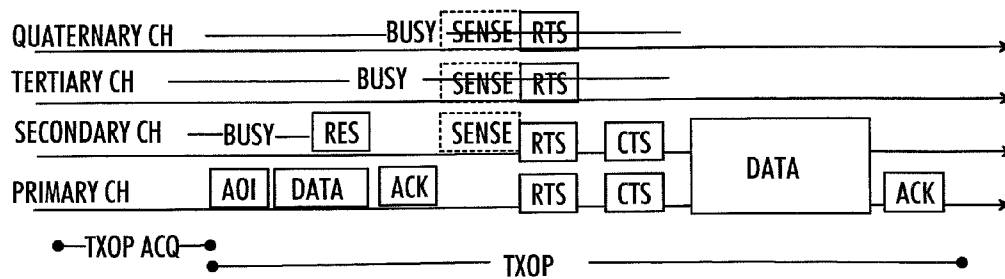 QUATERNARY CH BUSY SENSE RTS
TERTIARY CH BUSY SENSE RTS
SECONDARY CH BUSY RES SENSE RTS CTS
DATA
PRIMARY CH AOI DATA ACK RTS CTS ACK
TXOP ACQ
TXOP